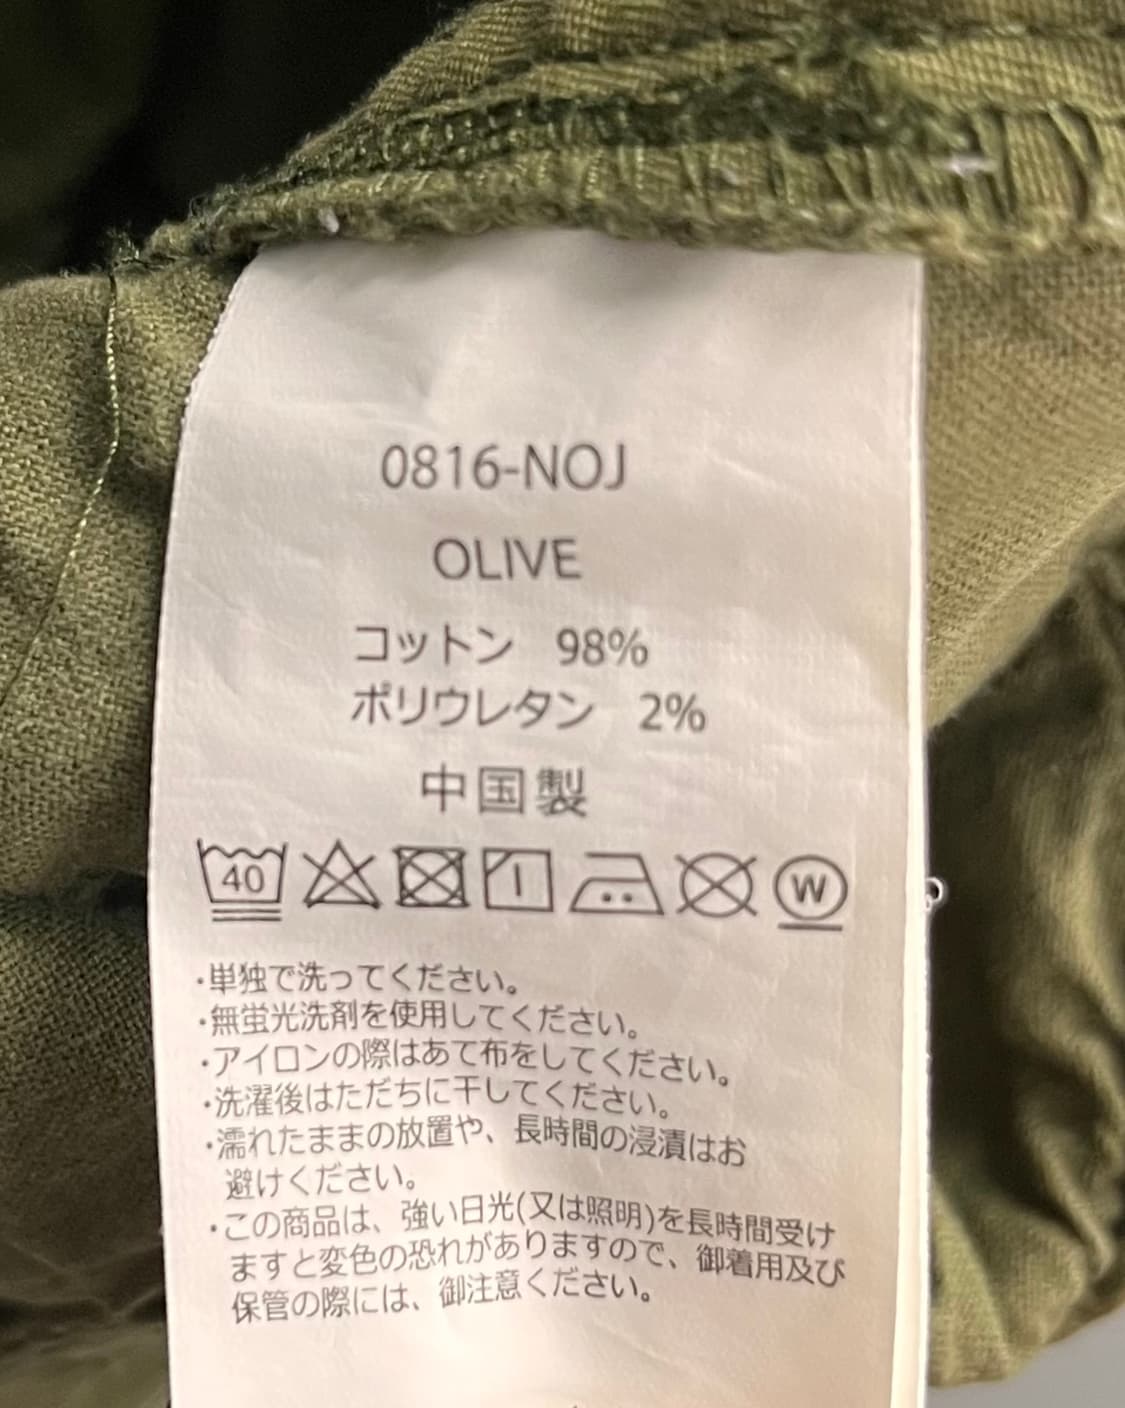 0816-NOJ
OLIVE
コットン 98%
ポリウレタン 2%
中国製
40 W
・単独で洗ってください。
・無蛍光洗剤を使用してください。
・アイロンの際はあて布をしてください。
・洗濯後はただちに干してください。
・濡れたままの放置や、長時間の浸漬はお
避けください。
・この商品は、強い日光(又は照明)を長時間受け
ますと変色の恐れがありますので、御着用及び
保管の際には、御注意ください。